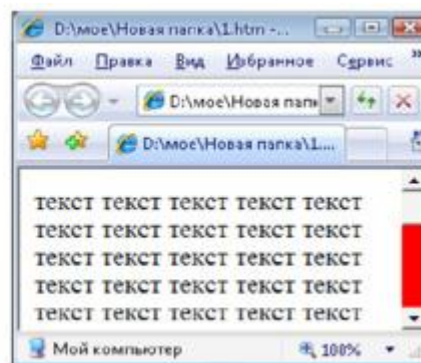 D:\мое\Новая папка\1.htm -...
Файл Правка Вид Избранное Сервис »
D:\мое\Новая папк
D:\мое\Новая папка\1....
текст текст текст текст текст
текст текст текст текст текст
текст текст текст текст текст
текст текст текст текст текст
текст текст текст текст текст
Мой компьютер 100%